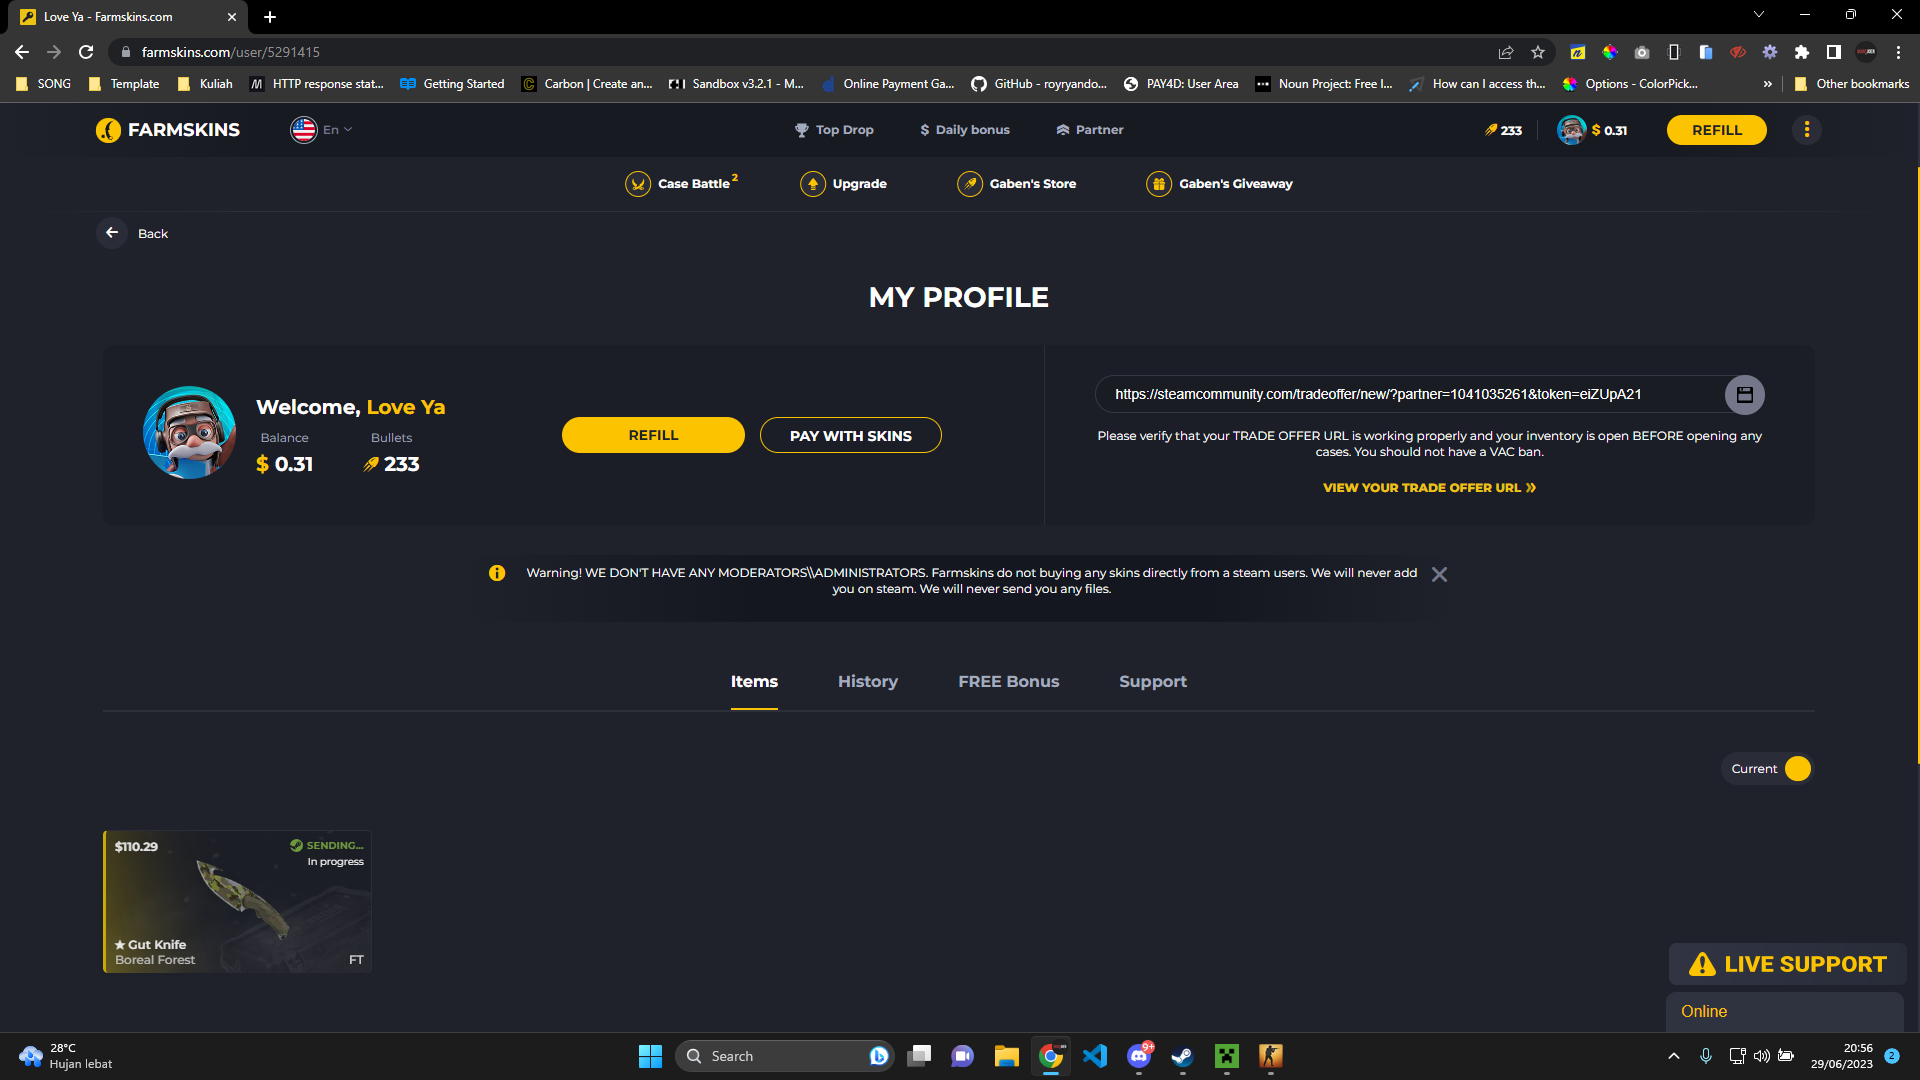 Love Ya - Farmskins.com
farmskins.com/user/5291415
SONG
Template
Kuliah
HTTP response stat...
Getting Started
Carbon | Create an...
Sandbox v3.2.1 - M...
Online Payment Ga...
GitHub - royryando...
PAY4D: User Area
Noun Project: Free I...
How can I access th...
Options - ColorPick...
»
Other bookmarks
FARMSKINS
En
Top Drop
$ Daily bonus
Partner
233
$ 0.31
REFILL
Case Battle 2
Upgrade
Gaben's Store
Gaben's Giveaway
Back
MY PROFILE
Welcome, Love Ya
Balance
Bullets
$ 0.31
233
REFILL
PAY WITH SKINS
https://steamcommunity.com/tradeoffer/new/?partner=1041035261&token=eiZUpA21
Please verify that your TRADE OFFER URL is working properly and your inventory is open BEFORE opening any
cases. You should not have a VAC ban.
VIEW YOUR TRADE OFFER URL »
Warning! WE DON'T HAVE ANY MODERATORS\\ADMINISTRATORS. Farmskins do not buying any skins directly from a steam users. We will never add
you on steam. We will never send you any files.
Items
History
FREE Bonus
Support
Current
$110.29
SENDING...
In progress
★ Gut Knife
Boreal Forest
FT
LIVE SUPPORT
Online
28°C
Hujan lebat
Search
9+
20:56
29/06/2023
2